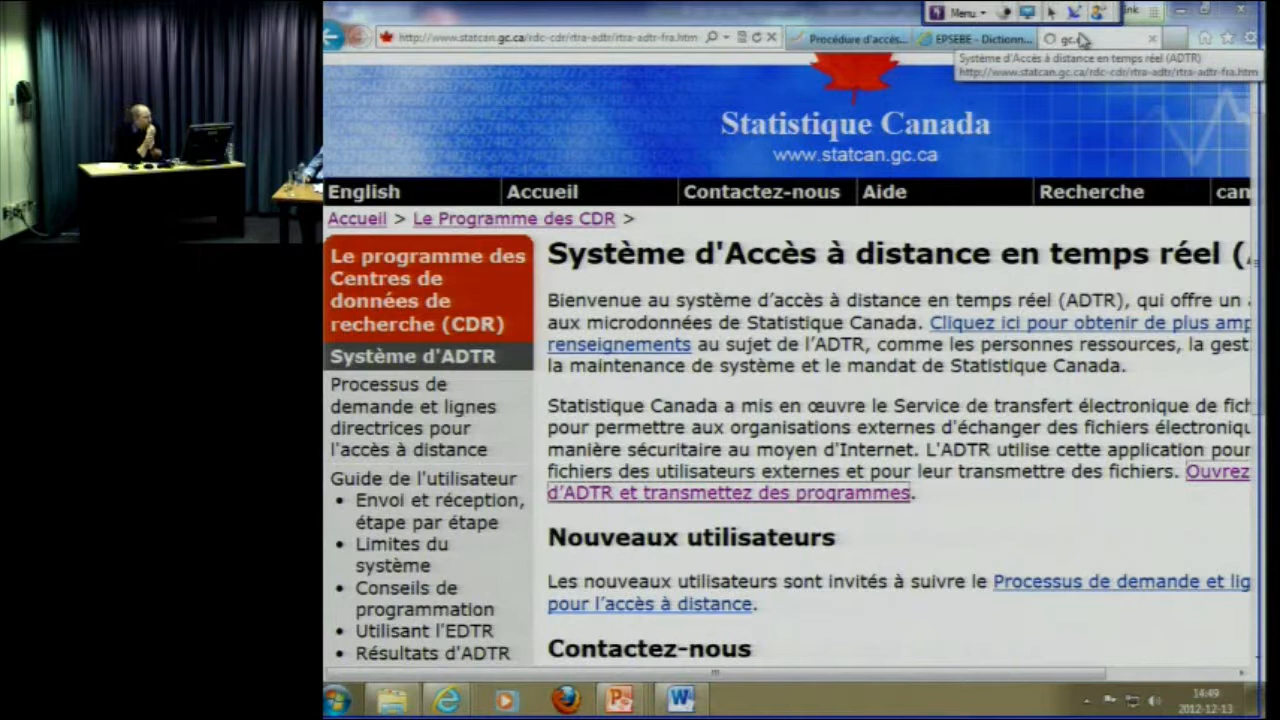 Menu
http://www.statcan.gc.ca/rdc-cdr/rtra-adtr/rtra-adtr-fra.htm
Procédure d'accès...
EPSEBE - Dictionn...
gc.
Système d'Accès à distance en temps réel (ADTR)
http://www.statcan.gc.ca/rdc-cdr/rtra-adtr/rtra-adtr-fra.htm
Statistique Canada
www.statcan.gc.ca
English Accueil Contactez-nous Aide Recherche can
Accueil > Le Programme des CDR >
Le programme des
Centres de
données de
recherche (CDR)
Système d'ADTR
Processus de
demande et lignes
directrices pour
l'accès à distance
Guide de l'utilisateur
• Envoi et réception,
étape par étape
• Limites du
système
• Conseils de
programmation
• Utilisant l'EDTR
• Résultats d'ADTR
Système d'Accès à distance en temps réel (
Bienvenue au système d’accès à distance en temps réel (ADTR), qui offre un
aux microdonnées de Statistique Canada. Cliquez ici pour obtenir de plus amp
renseignements au sujet de l’ADTR, comme les personnes ressources, la gest
la maintenance de système et le mandat de Statistique Canada.
Statistique Canada a mis en œuvre le Service de transfert électronique de fich
pour permettre aux organisations externes d'échanger des fichiers électroniqu
manière sécuritaire au moyen d'Internet. L'ADTR utilise cette application pour
fichiers des utilisateurs externes et pour leur transmettre des fichiers. Ouvrez
d’ADTR et transmettez des programmes.
Nouveaux utilisateurs
Les nouveaux utilisateurs sont invités à suivre le Processus de demande et lig
pour l’accès à distance.
Contactez-nous
14:49
2012-12-13